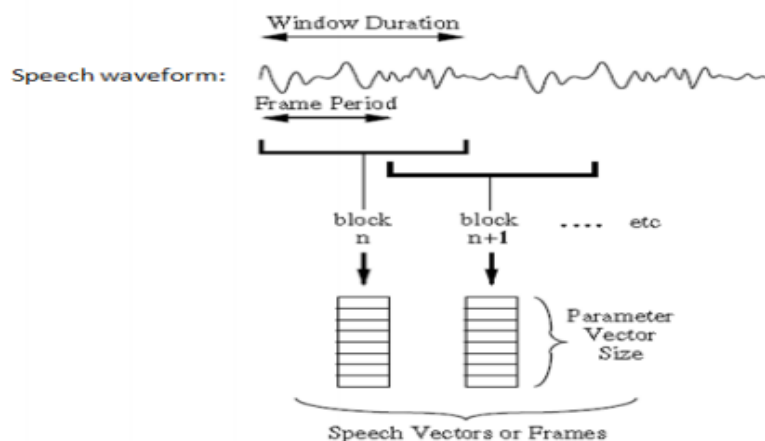 Window Duration
Speech waveform:
Frame Period
block
n
block
n+1
.... etc
Parameter
Vector
Size
Speech Vectors or Frames